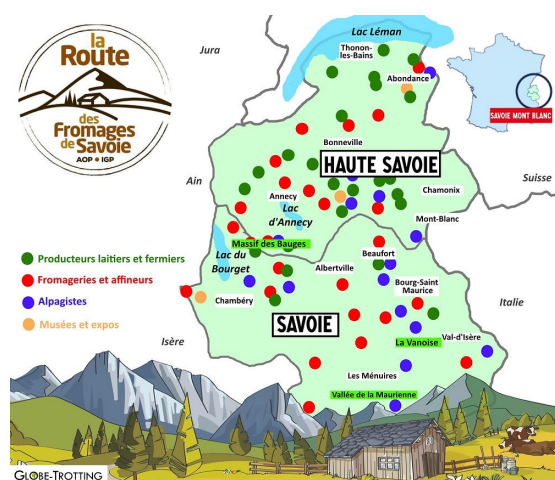 la
Route
des
Fromages
de Savoie
AOP • IGP
Jura
Lac Léman
Thonon-
les-Bains
Abondance
SAVOIE MONT BLANC
Bonneville
HAUTE SAVOIE
Ain
Suisse
Annecy
Chamonix
Lac
d'Annecy
Mont-Blanc
Massif des Bauges
Producteurs laitiers et fermiers
Lac du
Bourget
Beaufort
Albertville
Fromageries et affineurs
Bourg-Saint
Maurice
Alpagistes
Chambéry
Italie
Musées et expos
SAVOIE
Isère
La Vanoise
Val-d'Isère
Les Ménuires
Vallée de la Maurienne
GLOBE-TROTTING